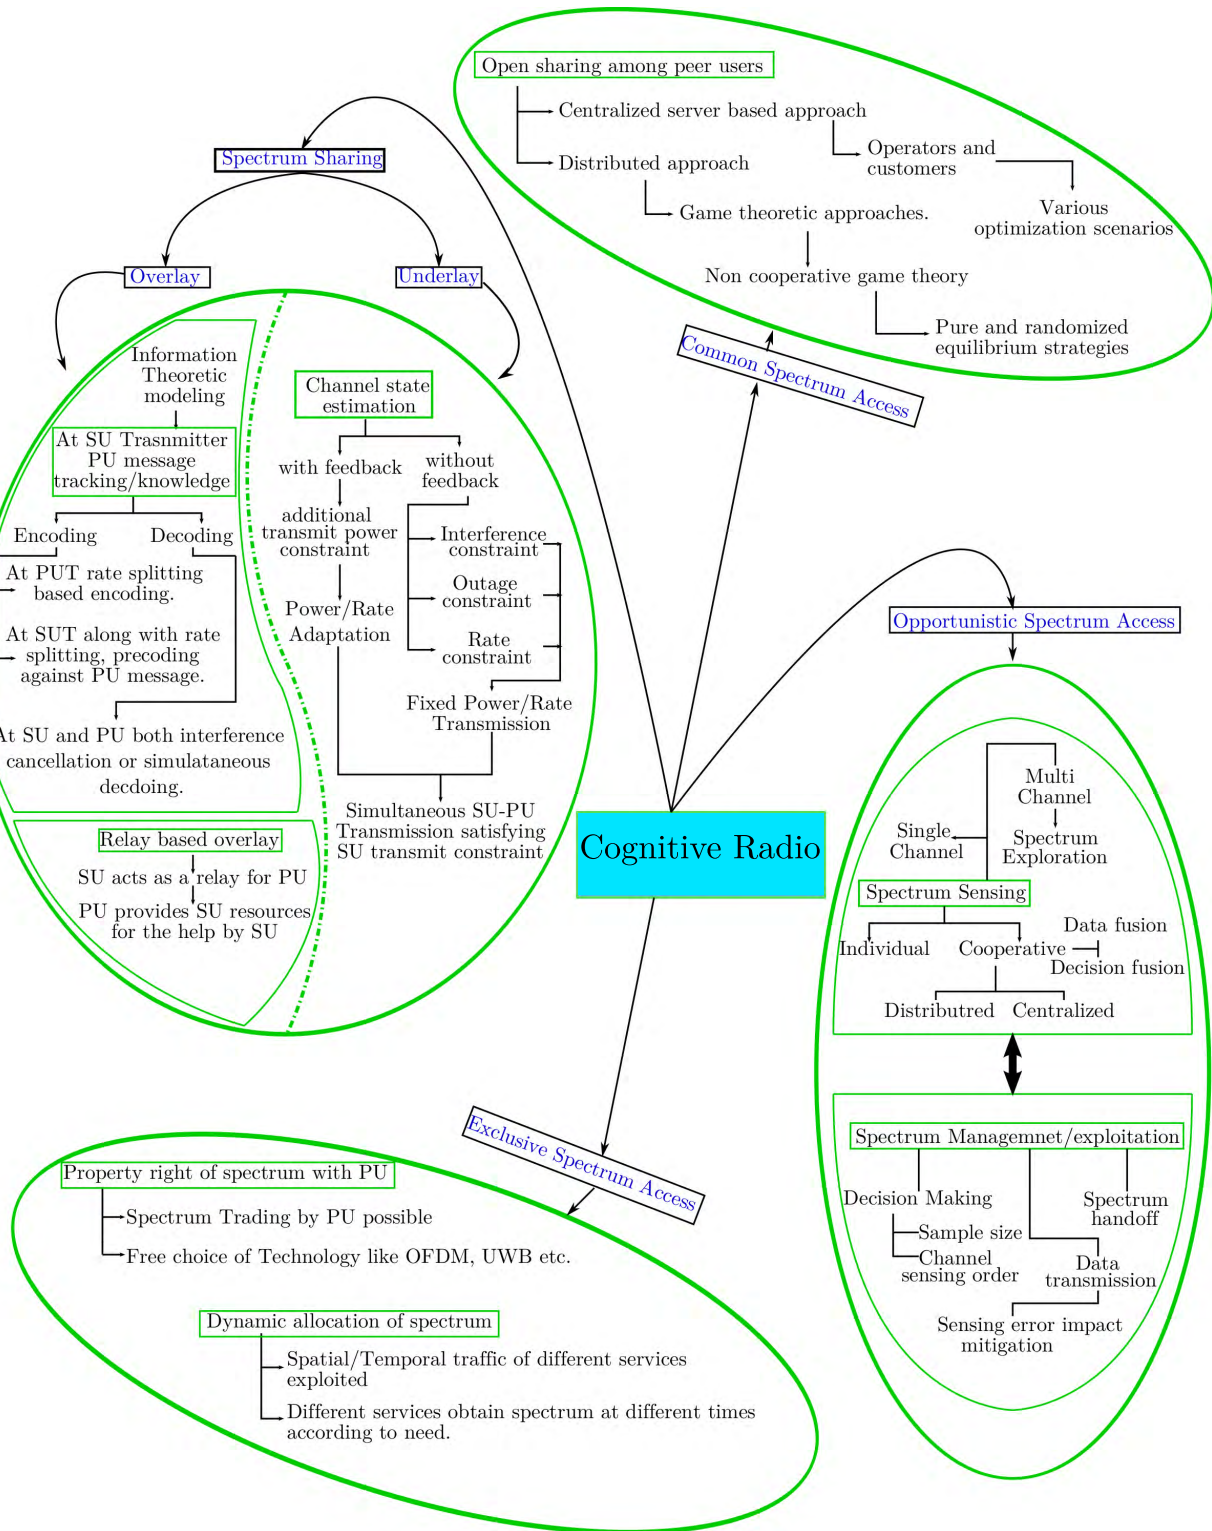 Open sharing among peer users
Centralized server based approach
Operators and
customers
Distributed approach
Various
optimization scenarios
Game theoretic approaches.
Non cooperative game theory
Pure and randomized
equilibrium strategies
Common Spectrum Access
Spectrum Sharing
Overlay
Underlay
Information
Theoretic
modeling
At SU Trasnmitter
PU message
tracking/knowledge
Encoding
Decoding
At PUT rate splitting
based encoding.
At SUT along with rate
splitting, precoding
against PU message.
At SU and PU both interference
cancellation or simulataneous
decdoing.
Relay based overlay
SU acts as a relay for PU
PU provides SU resources
for the help by SU
Channel state
estimation
with feedback
without
feedback
additional
transmit power
constraint
Interference
constraint
Outage
constraint
Power/Rate
Adaptation
Rate
constraint
Fixed Power/Rate
Transmission
Simultaneous SU-PU
Transmission satisfying
SU transmit constraint
Cognitive Radio
Opportunistic Spectrum Access
Multi
Channel
Single
Channel
Spectrum
Exploration
Spectrum Sensing
Individual
Cooperative
Data fusion
Decision fusion
Distributred
Centralized
Spectrum Managemnet/exploitation
Decision Making
Spectrum
handoff
Sample size
Channel
sensing order
Data
transmission
Sensing error impact
mitigation
Exclusive Spectrum Access
Property right of spectrum with PU
Spectrum Trading by PU possible
Free choice of Technology like OFDM, UWB etc.
Dynamic allocation of spectrum
Spatial/Temporal traffic of different services
exploited
Different services obtain spectrum at different times
according to need.